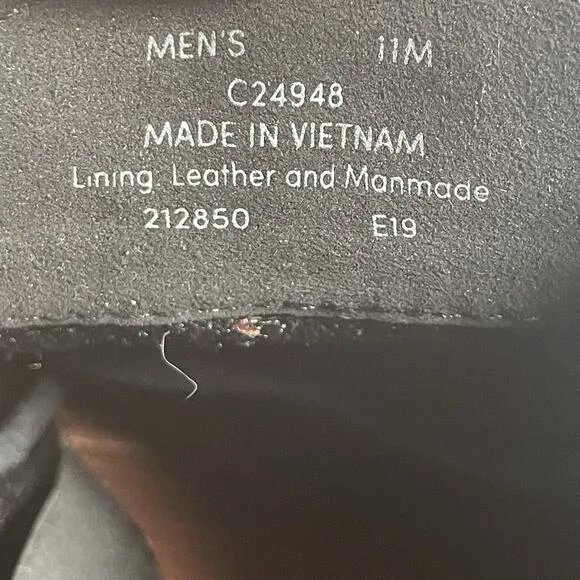 MEN'S 11M
C24948
MADE IN VIETNAM
Lining: Leather and Manmade
212850 E19